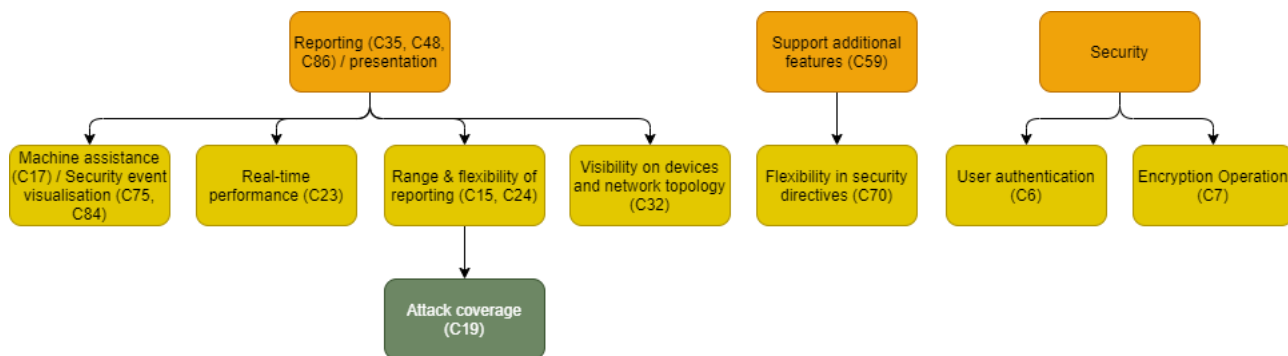 Reporting (C35, C48,
C86) / presentation
Support additional
features (C59)
Security
Machine assistance
(C17) / Security event
visualisation (C75,
C84)
Real-time
performance (C23)
Range & flexibility of
reporting (C15, C24)
Visibility on devices
and network topology
(C32)
Flexibility in security
directives (C70)
User authentication
(C6)
Encryption Operation
(C7)
Attack coverage
(C19)